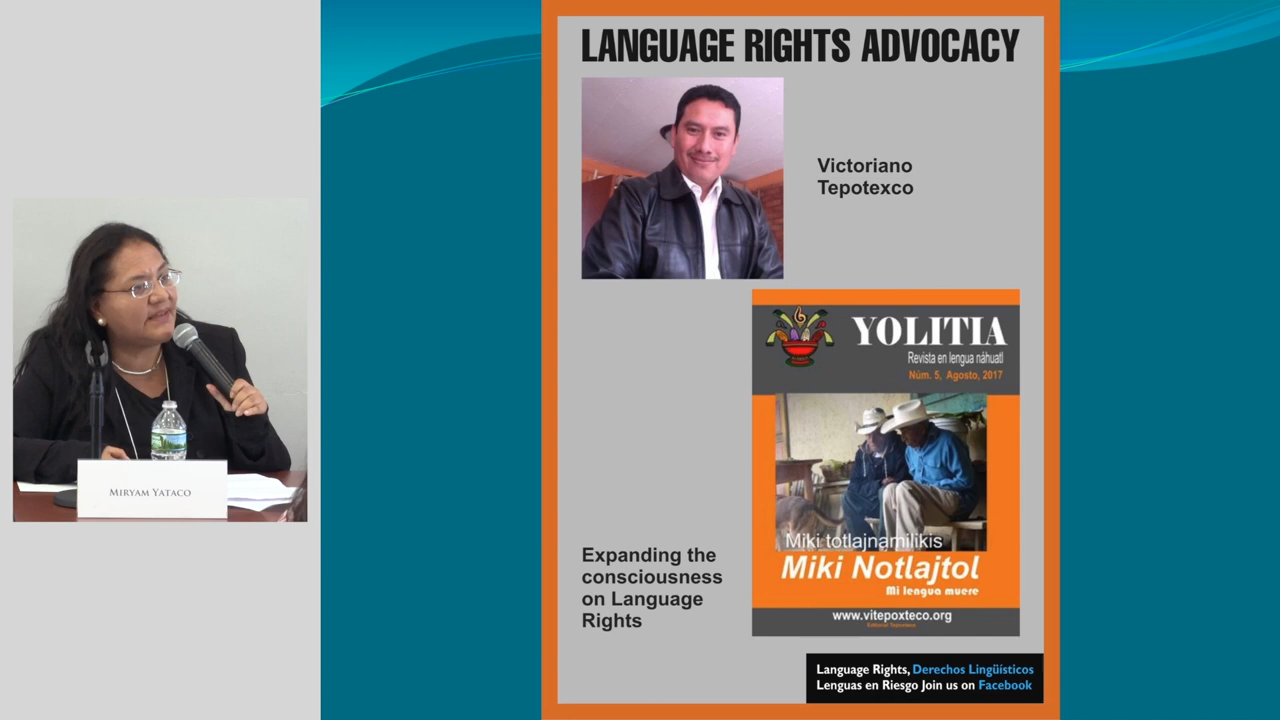 LANGUAGE RIGHTS ADVOCACY
Victoriano
Tepotexco
YOLITIA
Revista en lengua náhuatl
Núm. 5, Agosto, 2017
Miki totlajnamilikis
Miki Notlajtol
Mi lengua muere
www.vitepoxteco.org
Expanding the
consciousness
on Language
Rights
Language Rights, Derechos Lingüísticos
Lenguas en Riesgo Join us on Facebook
MIRYAM YATACO